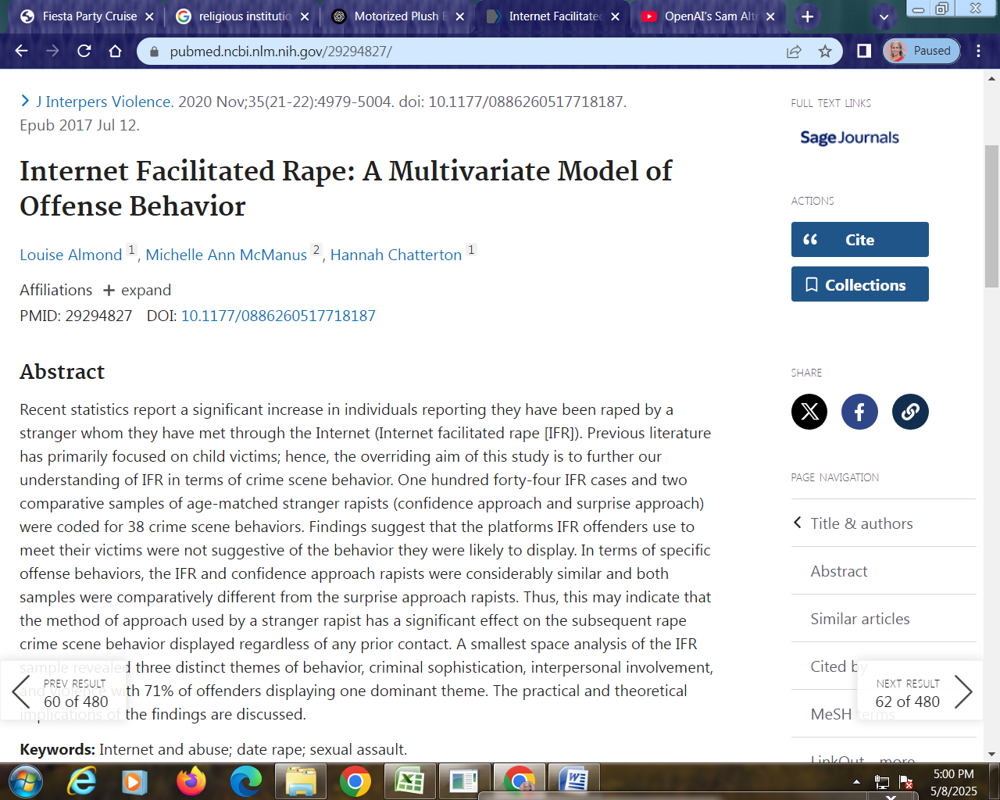 Fiesta Party Cruise
religious institutio
Motorized Plush E
Internet Facilitated
OpenAI's Sam Altr
pubmed.ncbi.nlm.nih.gov/29294827/
Paused
J Interpers Violence. 2020 Nov;35(21-22):4979-5004. doi: 10.1177/0886260517718187.
Epub 2017 Jul 12.
Internet Facilitated Rape: A Multivariate Model of
Offense Behavior
Louise Almond 1, Michelle Ann McManus 2, Hannah Chatterton 1
Affiliations + expand
PMID: 29294827 DOI: 10.1177/0886260517718187
Abstract
Recent statistics report a significant increase in individuals reporting they have been raped by a
stranger whom they have met through the Internet (Internet facilitated rape [IFR]). Previous literature
has primarily focused on child victims; hence, the overriding aim of this study is to further our
understanding of IFR in terms of crime scene behavior. One hundred forty-four IFR cases and two
comparative samples of age-matched stranger rapists (confidence approach and surprise approach)
were coded for 38 crime scene behaviors. Findings suggest that the platforms IFR offenders use to
meet their victims were not suggestive of the behavior they were likely to display. In terms of specific
offense behaviors, the IFR and confidence approach rapists were considerably similar and both
samples were comparatively different from the surprise approach rapists. Thus, this may indicate that
the method of approach used by a stranger rapist has a significant effect on the subsequent rape
crime scene behavior displayed regardless of any prior contact. A smallest space analysis of the IFR
sample revealed three distinct themes of behavior, criminal sophistication, interpersonal involvement,
and violence with 71% of offenders displaying one dominant theme. The practical and theoretical
implications of the findings are discussed.
Keywords: Internet and abuse; date rape; sexual assault.
PREV RESULT
60 of 480
FULL TEXT LINKS
Sage Journals
ACTIONS
Cite
Collections
SHARE
PAGE NAVIGATION
Title & authors
Abstract
Similar articles
Cited by
MeSH terms
LinkOut - more
NEXT RESULT
62 of 480
5:00 PM
5/8/2025